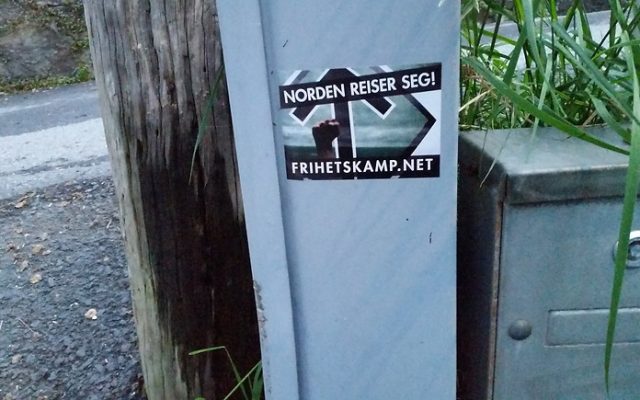 NORDEN REISER SEG!
FRIHETSKAMP.NET